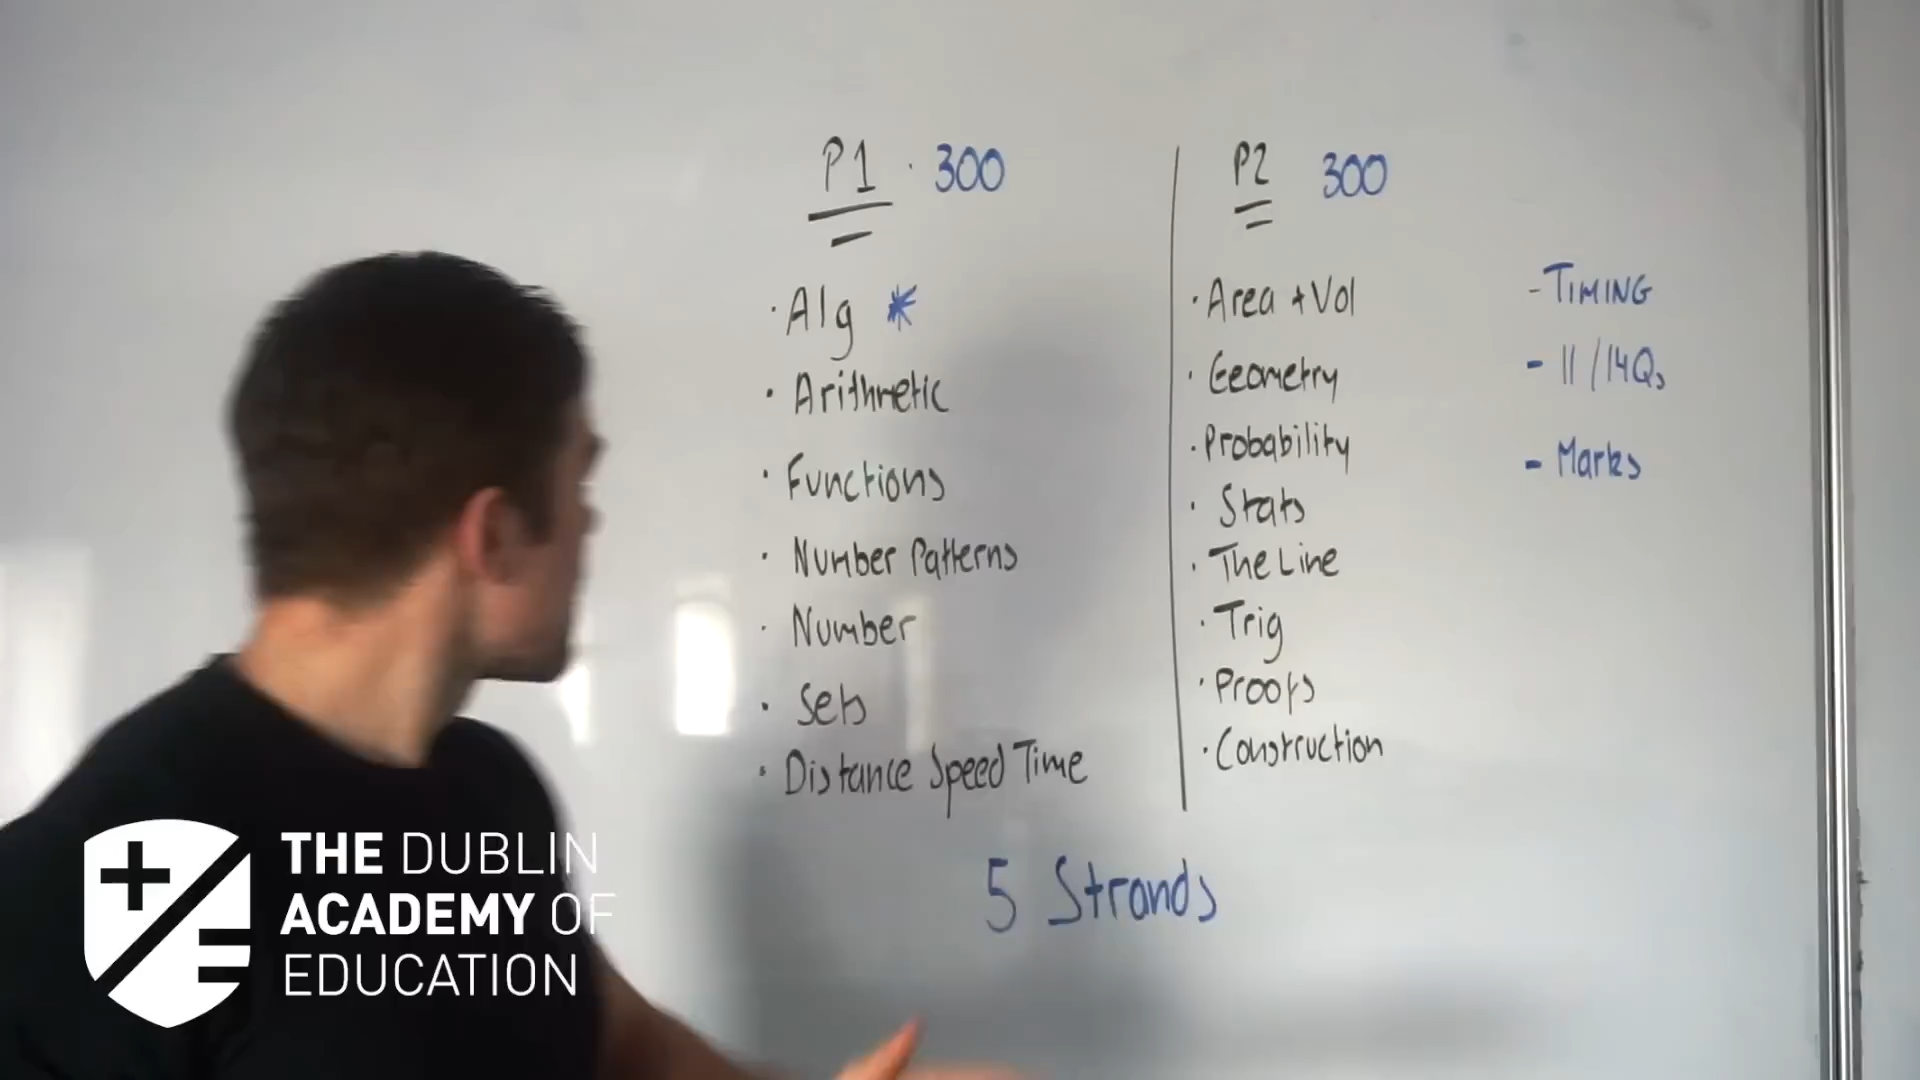 P1 · 300
· Alg *
· Arithmetic
· Functions
· Number Patterns
· Number
· Sets
· Distance Speed Time
P2 300
· Area + Vol
· Geometry
· Probability
· Stats
· The Line
· Trig
· Proofs
· Construction
- TIMING
- 11/14Qs
- Marks
5 Strands
THE DUBLIN
ACADEMY OF
EDUCATION